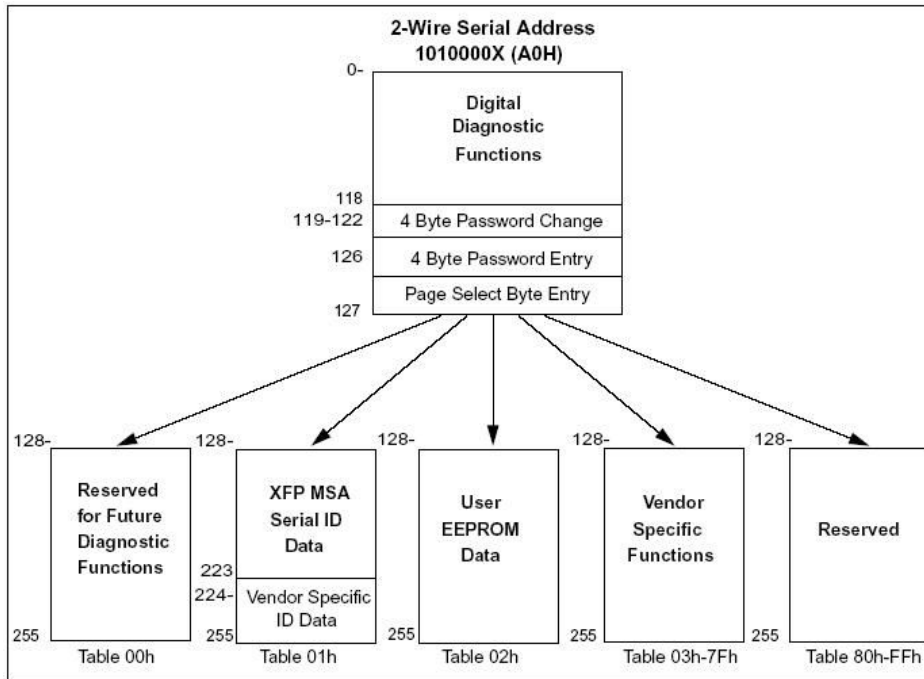 2-Wire Serial Address
1010000X (A0H)
0-
Digital
Diagnostic
Functions
118
119-122
4 Byte Password Change
126
4 Byte Password Entry
Page Select Byte Entry
127
128-
Reserved
for Future
Diagnostic
Functions
255
Table 00h
128-
XFP MSA
Serial ID
Data
223
224-
Vendor Specific
ID Data
255
Table 01h
128-
User
EEPROM
Data
255
Table 02h
128-
Vendor
Specific
Functions
255
Table 03h-7Fh
128-
Reserved
255
Table 80h-FFh